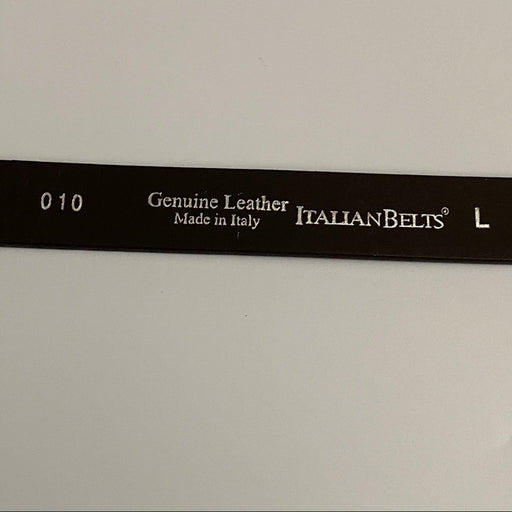 010
Genuine Leather
Made in Italy
ITALIANBELTS®
L